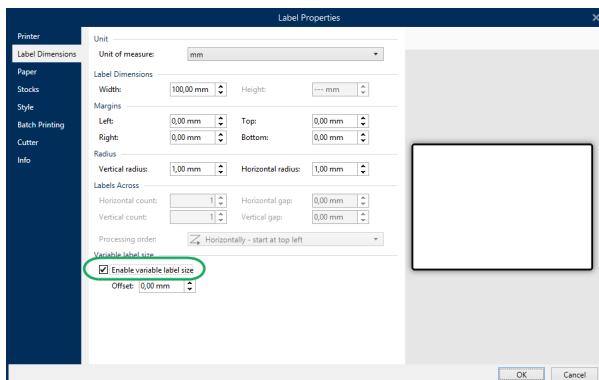 Label Properties
Printer
Label Dimensions
Paper
Stocks
Style
Batch Printing
Cutter
Info
Unit
Unit of measure: mm
Label Dimensions
Width: 100,00 mm Height: --- mm
Margins
Left: 0,00 mm Top: 0,00 mm
Right: 0,00 mm Bottom: 0,00 mm
Radius
Vertical radius: 1,00 mm Horizontal radius: 1,00 mm
Labels Across
Horizontal count: 1 Horizontal gap: 0,00 mm
Vertical count: 1 Vertical gap: 0,00 mm
Processing order: Horizontally - start at top left
Variable label size
Enable variable label size
Offset: 0,00 mm
OK Cancel